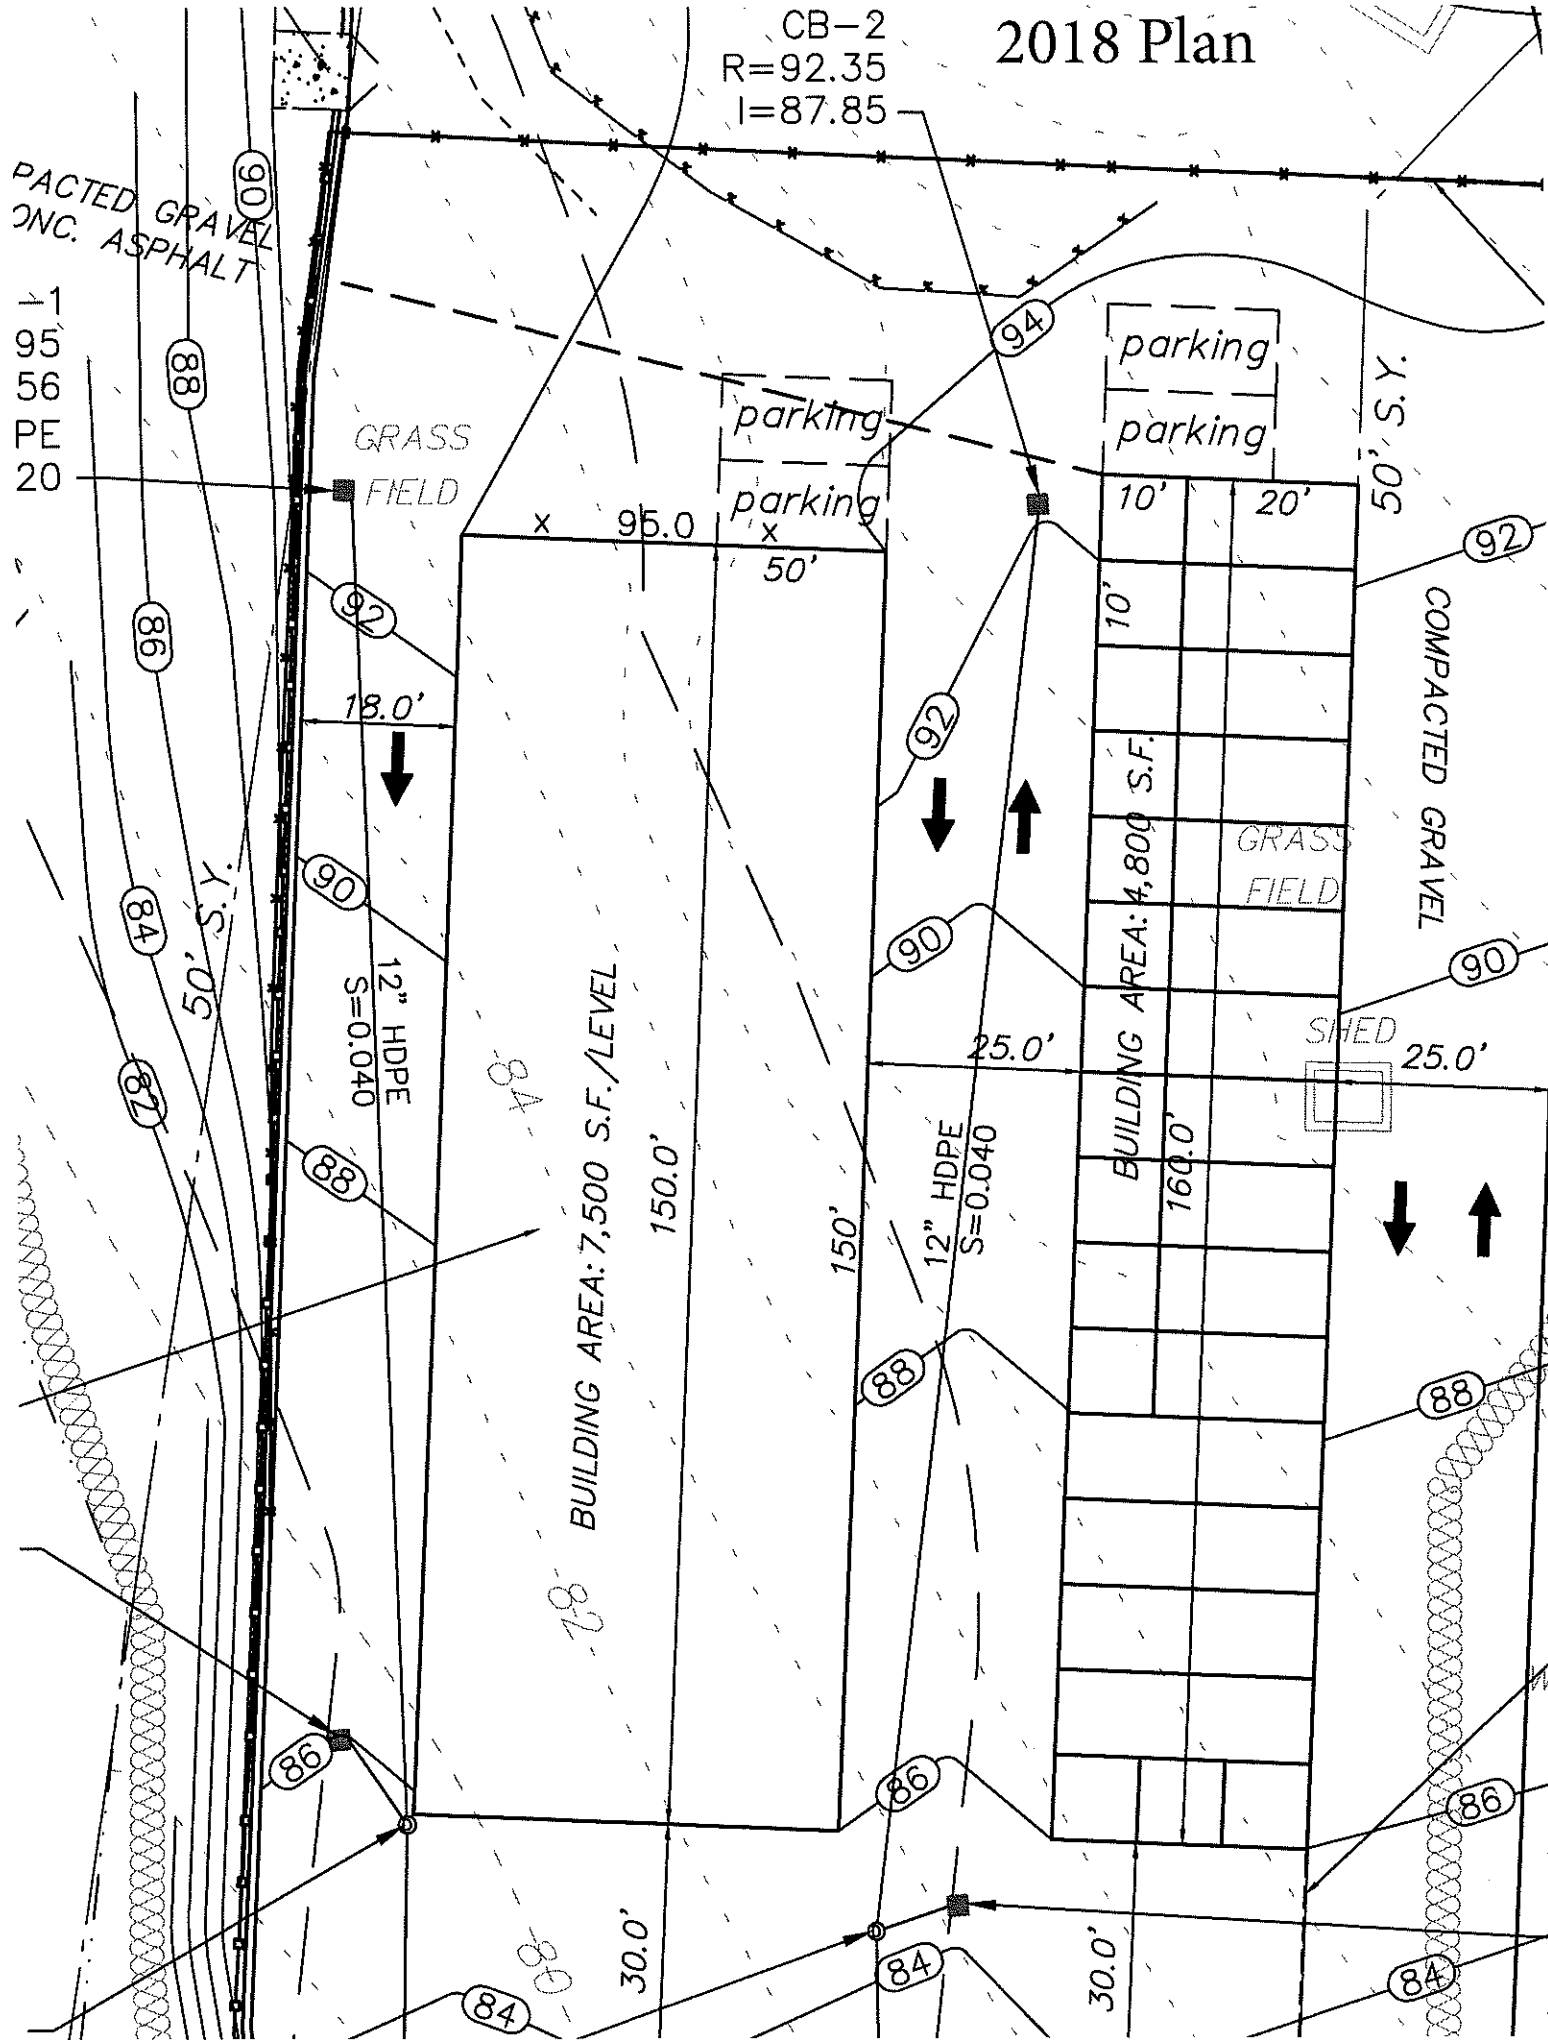 2018 Plan
CB-2
R=92.35
I=87.85
PACTED GRAVEL
ONC. ASPHALT
-1
95
56
PE
20
90
88
86
84
82
50' S.Y.
GRASS
FIELD
94
parking
parking
parking
parking
50' S.Y.
95.0
50'
10'
20'
10'
92
92
92
18.0'
COMPACTED GRAVEL
GRASS
FIELD
90
90
90
12" HDPE
S=0.040
BUILDING AREA: 7,500 S.F./LEVEL
150.0'
150'
BUILDING AREA: 4,800 S.F.
160.0'
25.0'
SHED
25.0'
12" HDPE
S=0.040
84
88
88
88
82
86
86
86
80
30.0'
30.0'
84
84
84